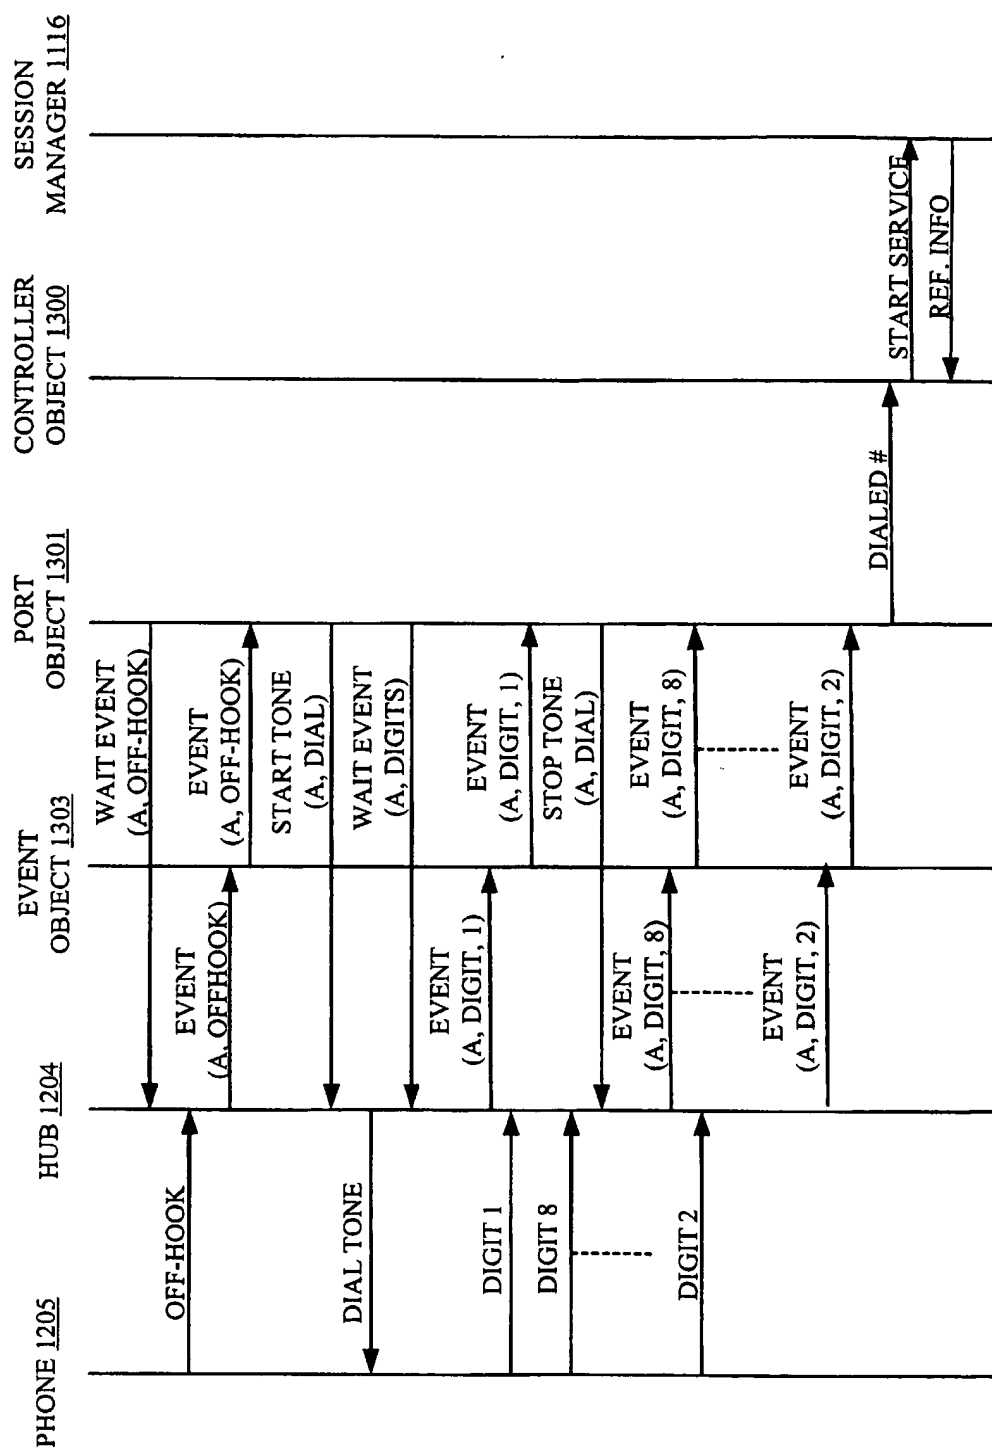 PHONE 1205
HUB 1204
EVENT
OBJECT 1303
PORT
OBJECT 1301
CONTROLLER
OBJECT 1300
SESSION
MANAGER 1116
WAIT EVENT
(A, OFF-HOOK)
OFF-HOOK
EVENT
(A, OFFHOOK)
EVENT
(A, OFF-HOOK)
START TONE
(A, DIAL)
DIAL TONE
WAIT EVENT
(A, DIGITS)
EVENT
(A, DIGIT, 1)
DIGIT 1
EVENT
(A, DIGIT, 1)
DIGIT 8
STOP TONE
(A, DIAL)
EVENT
(A, DIGIT, 8)
EVENT
(A, DIGIT, 8)
DIGIT 2
EVENT
(A, DIGIT, 2)
EVENT
(A, DIGIT, 2)
DIALED #
START SERVICE
REF. INFO